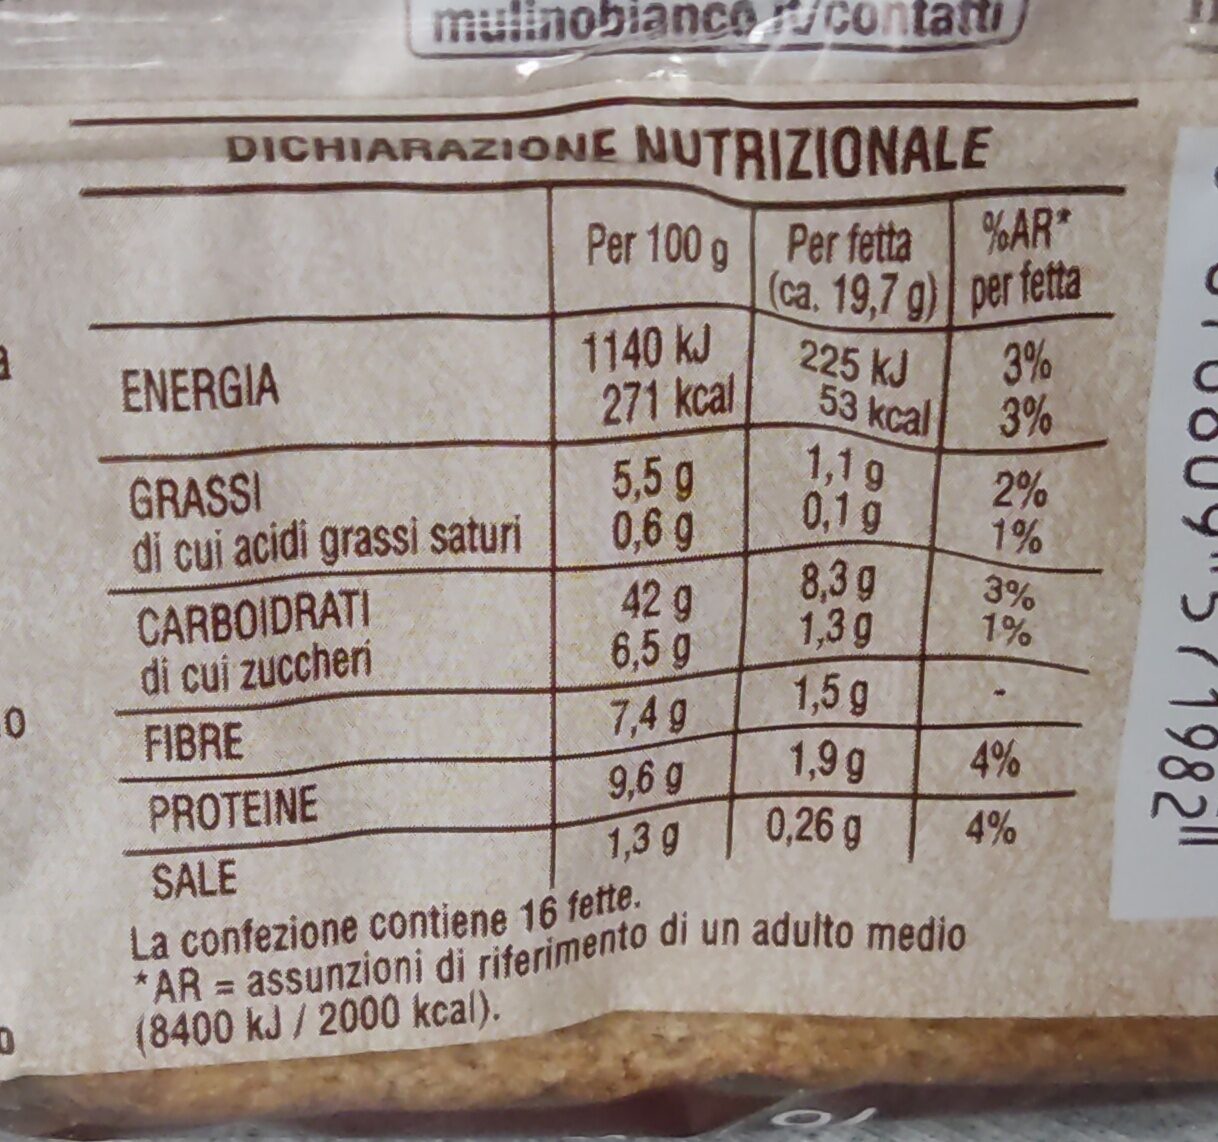 mulinobianco.it/contatti
DICHIARAZIONE NUTRIZIONALE
Per 100 g Per fetta (ca. 19,7 g) %AR* per fetta
ENERGIA 1140 kJ 225 kJ 3%
271 kcal 53 kcal 3%
GRASSI 5,5 g 1,1 g 2%
di cui acidi grassi saturi 0,6 g 0,1 g 1%
CARBOIDRATI 42 g 8,3 g 3%
di cui zuccheri 6,5 g 1,3 g 1%
FIBRE 7,4 g 1,5 g -
PROTEINE 9,6 g 1,9 g 4%
SALE 1,3 g 0,26 g 4%
La confezione contiene 16 fette.
*AR = assunzioni di riferimento di un adulto medio
(8400 kJ / 2000 kcal).